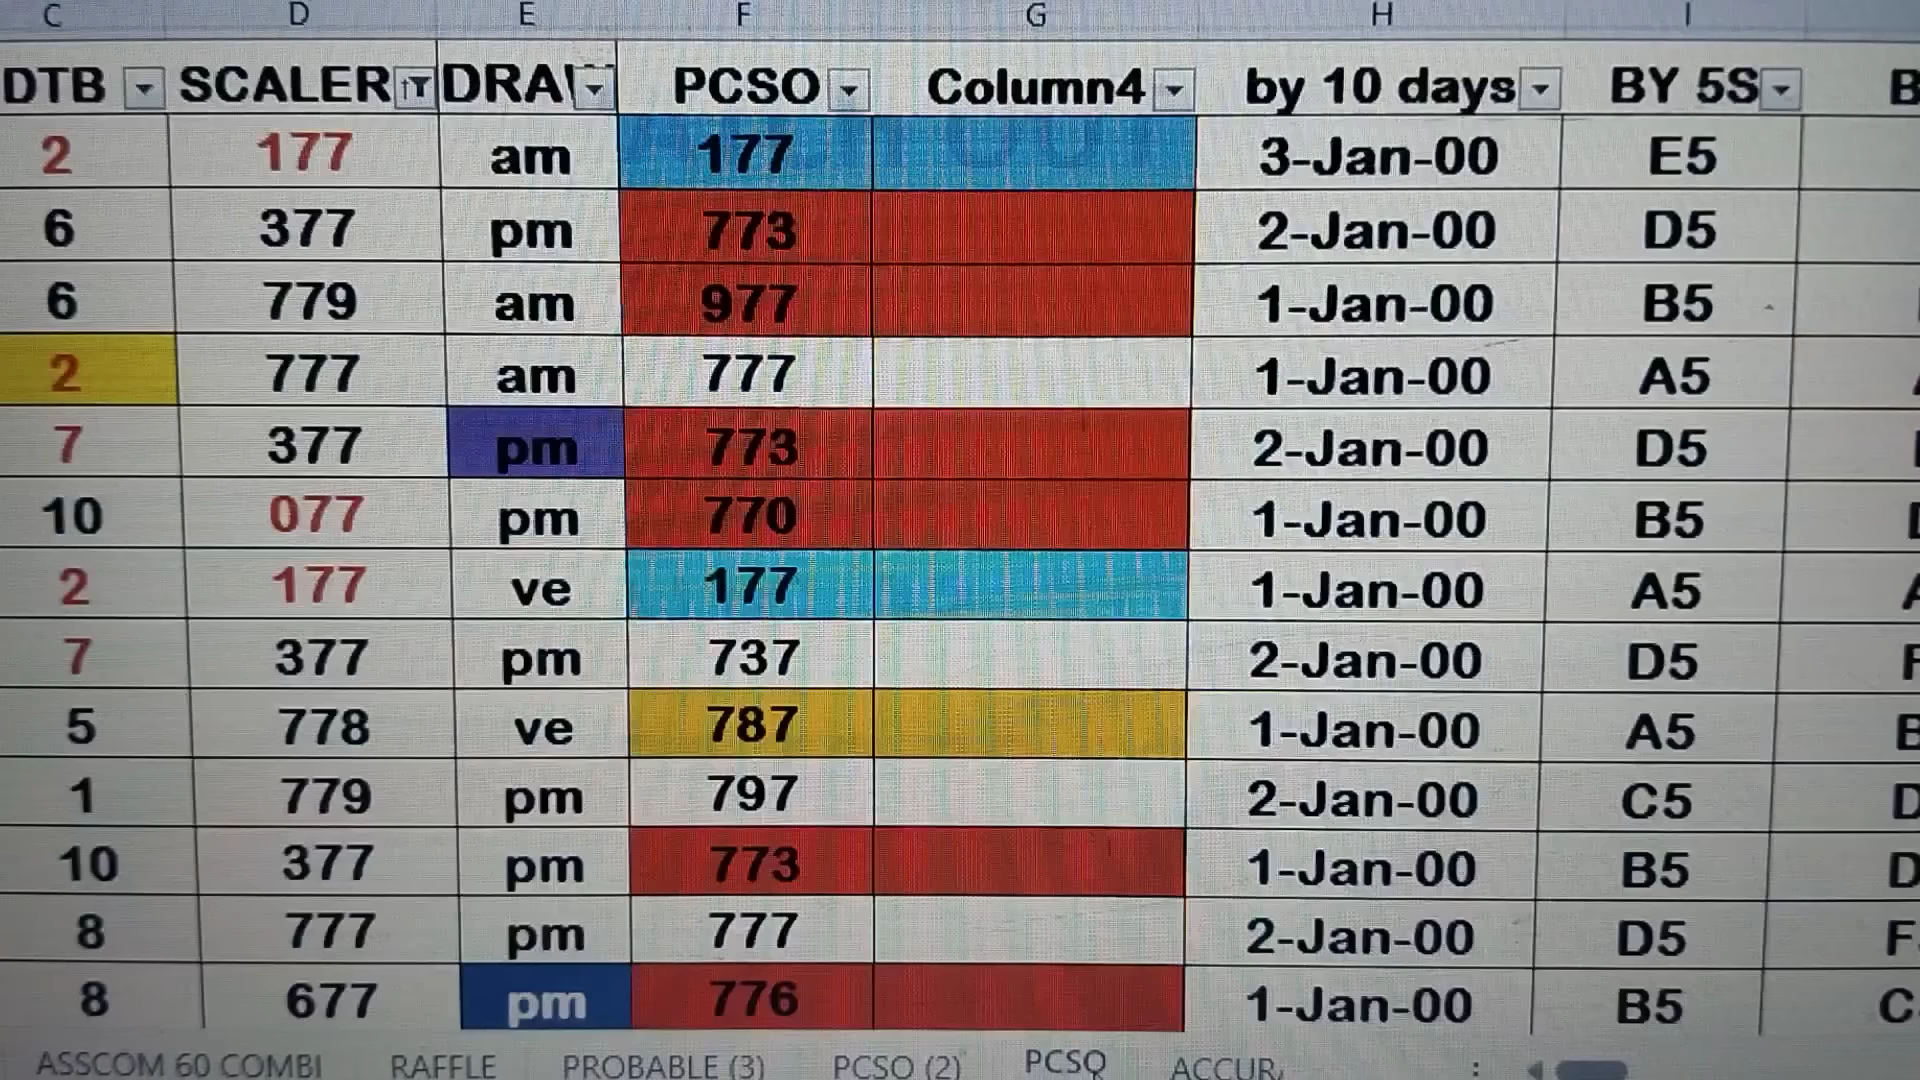 C D E F G H I
DTB SCALER DRAW PCSO Column4 by 10 days BY 5S B
2 177 am 177 3-Jan-00 E5
6 377 pm 773 2-Jan-00 D5
6 779 am 977 1-Jan-00 B5
2 777 am 777 1-Jan-00 A5
7 377 pm 773 2-Jan-00 D5
10 077 pm 770 1-Jan-00 B5
2 177 ve 177 1-Jan-00 A5
7 377 pm 737 2-Jan-00 D5 F
5 778 ve 787 1-Jan-00 A5 B
1 779 pm 797 2-Jan-00 C5 D
10 377 pm 773 1-Jan-00 B5 D
8 777 pm 777 2-Jan-00 D5 F
8 677 pm 776 1-Jan-00 B5 C
ASSCOM 60 COMBI RAFFLE PROBABLE (3) PCSO (2) PCSO ACCUR